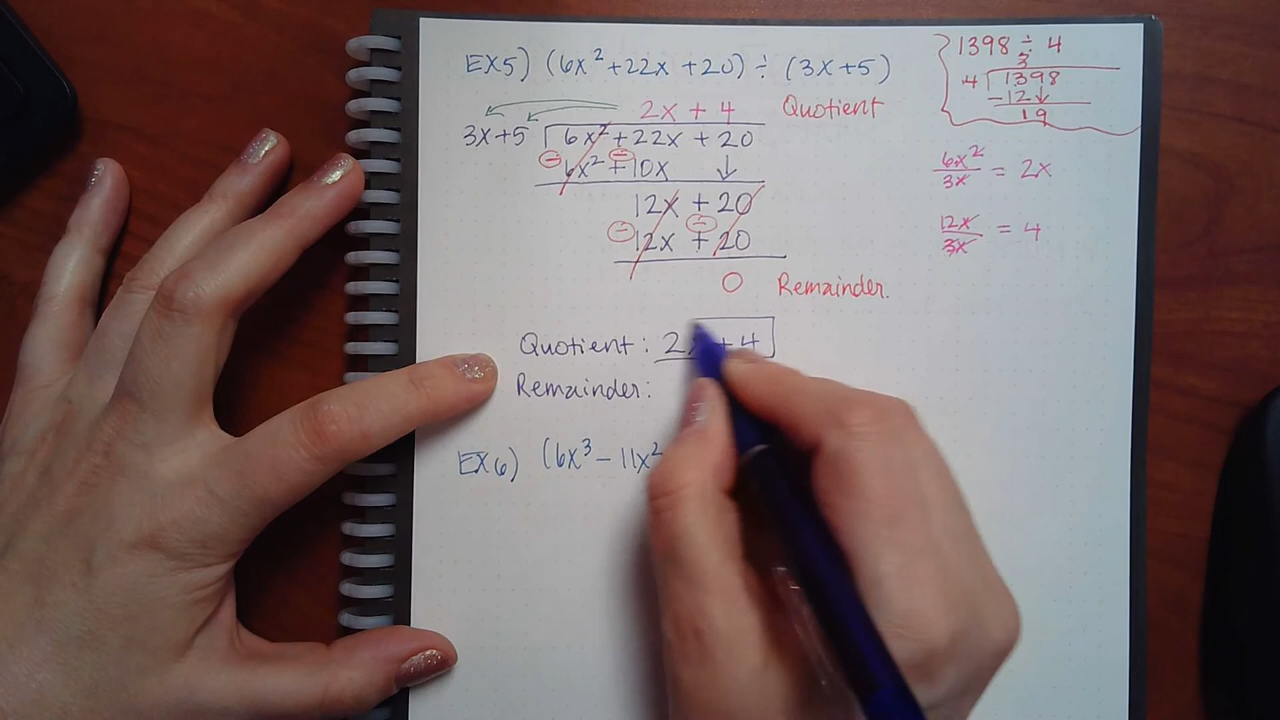 EX5) (6x² + 22x + 20) ÷ (3x + 5)
2x + 4 Quotient
3x + 5 6x² + 22x + 20
- 6x² + 10x ↓
12x + 20
- 12x + 20
0 Remainder.
Quotient: 2x + 4
Remainder:
EX6) (6x³ - 11x²
1398 ÷ 4
3
4 1398
-12↓
19
6x²/3x = 2x
12x/3x = 4